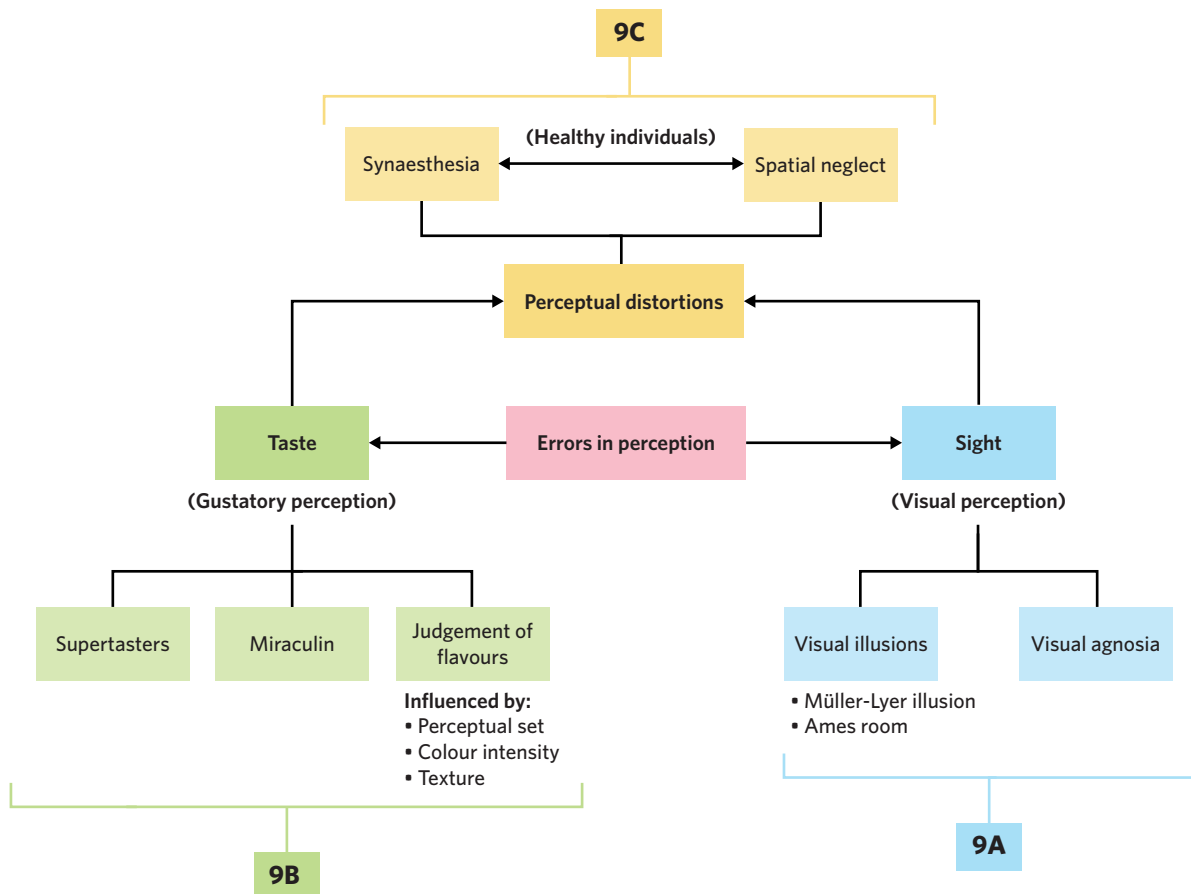 9C
(Healthy individuals)
Synaesthesia
Spatial neglect
Perceptual distortions
Taste
Errors in perception
Sight
(Gustatory perception)
(Visual perception)
Supertasters
Miraculin
Judgement of
flavours
Visual illusions
Visual agnosia
Influenced by:
• Perceptual set
• Colour intensity
• Texture
• Müller-Lyer illusion
• Ames room
9B
9A